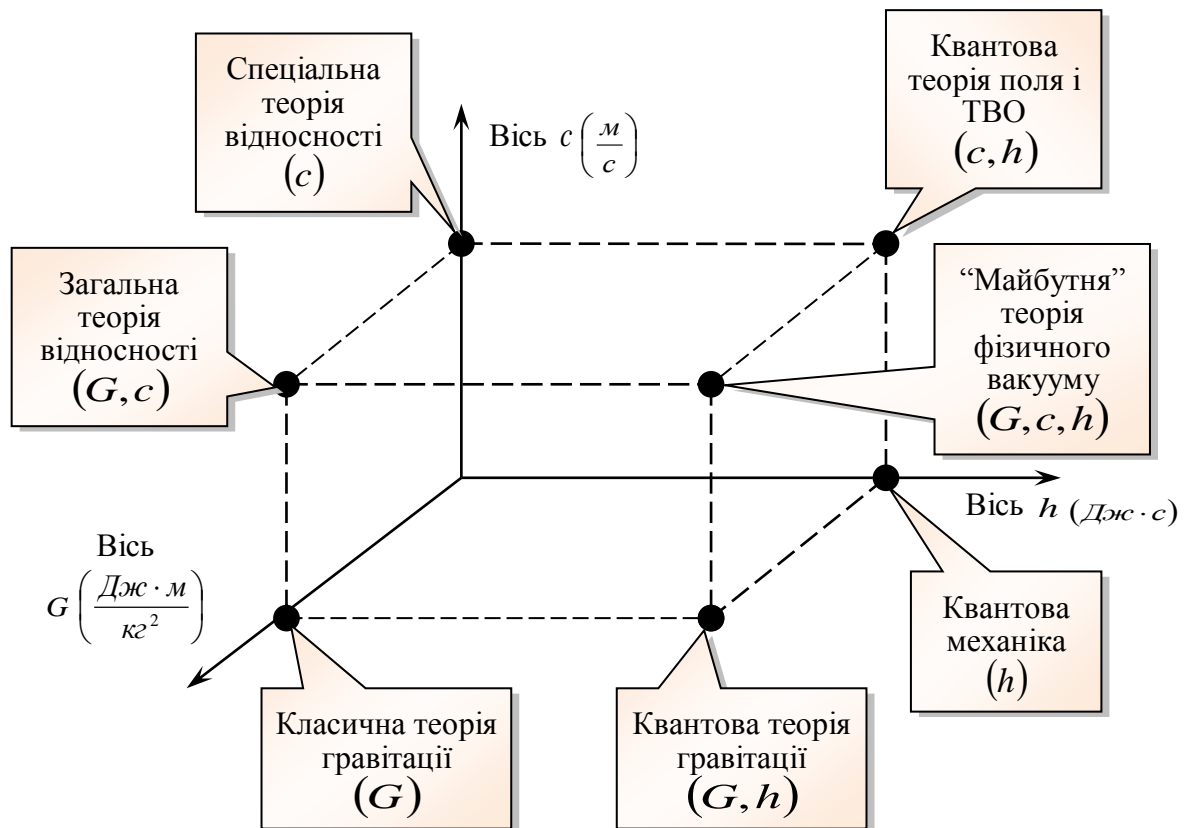 Спеціальна
теорія
відносності
(c)
Вісь c (м/с)
Квантова
теорія поля і
ТВО
(c, h)
Загальна
теорія
відносності
(G, c)
“Майбутня”
теорія
фізичного
вакууму
(G, c, h)
Вісь h (Дж · с)
Вісь
G (Дж · м / кг²)
Квантова
механіка
(h)
Класична теорія
гравітації
(G)
Квантова теорія
гравітації
(G, h)